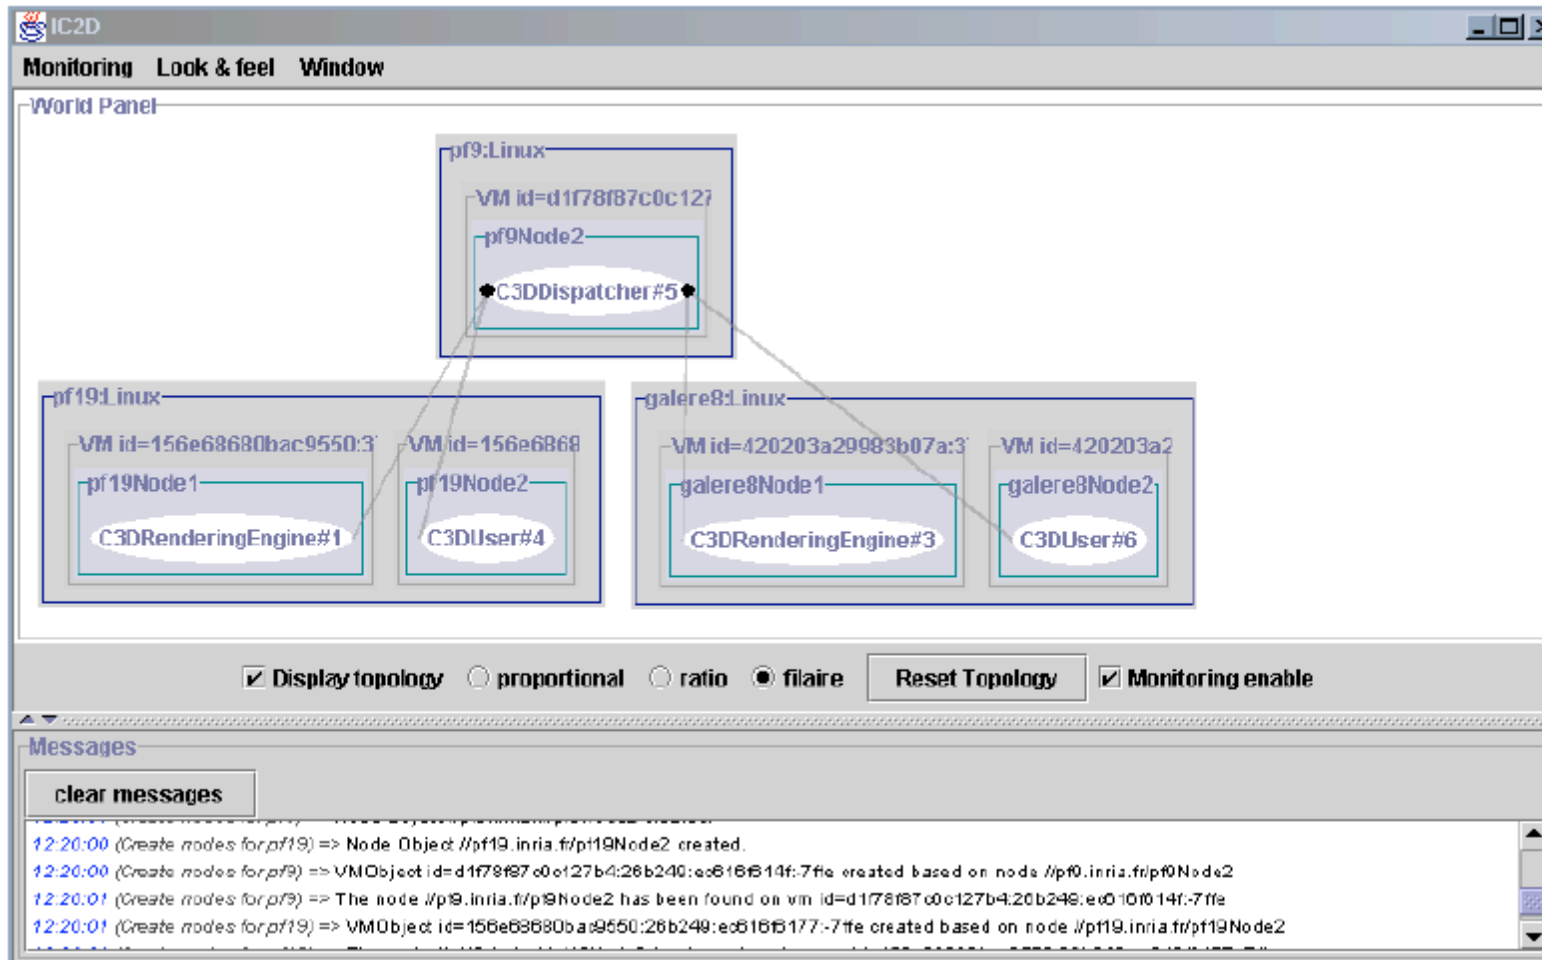 IC2D
Monitoring Look & feel Window
World Panel
pf9:Linux
VM id=d1f78f87c0c127
pf9Node2
C3DDispatcher#5
pf19:Linux
galere8:Linux
VM id=156e68680bac9550:3
VM id=156e6868
VM id=420203a29983b07a:3
VM id=420203a2
pf19Node1
pf19Node2
galere8Node1
galere8Node2
C3DRenderingEngine#1
C3DUser#4
C3DRenderingEngine#3
C3DUser#6
Display topology proportional ratio filaire Reset Topology Monitoring enable
Messages
clear messages
12:20:00 (Create nodes for pf19) => Node Object //pf19.inria.fr/pf19Node2 created.
12:20:00 (Create nodes for pf9) => VMObject id=d1f78f87c0c127b4:26b249:ec616f614f:-7ffe created based on node //pf9.inria.fr/pf9Node2
12:20:01 (Create nodes for pf9) => The node //pf9.inria.fr/pf9Node2 has been found on vm id=d1f78f87c0c127b4:26b249:ec616f614f:-7ffe
12:20:01 (Create nodes for pf19) => VMObject id=156e68680bac9550:26b249:ec616f6177:-7ffe created based on node //pf19.inria.fr/pf19Node2